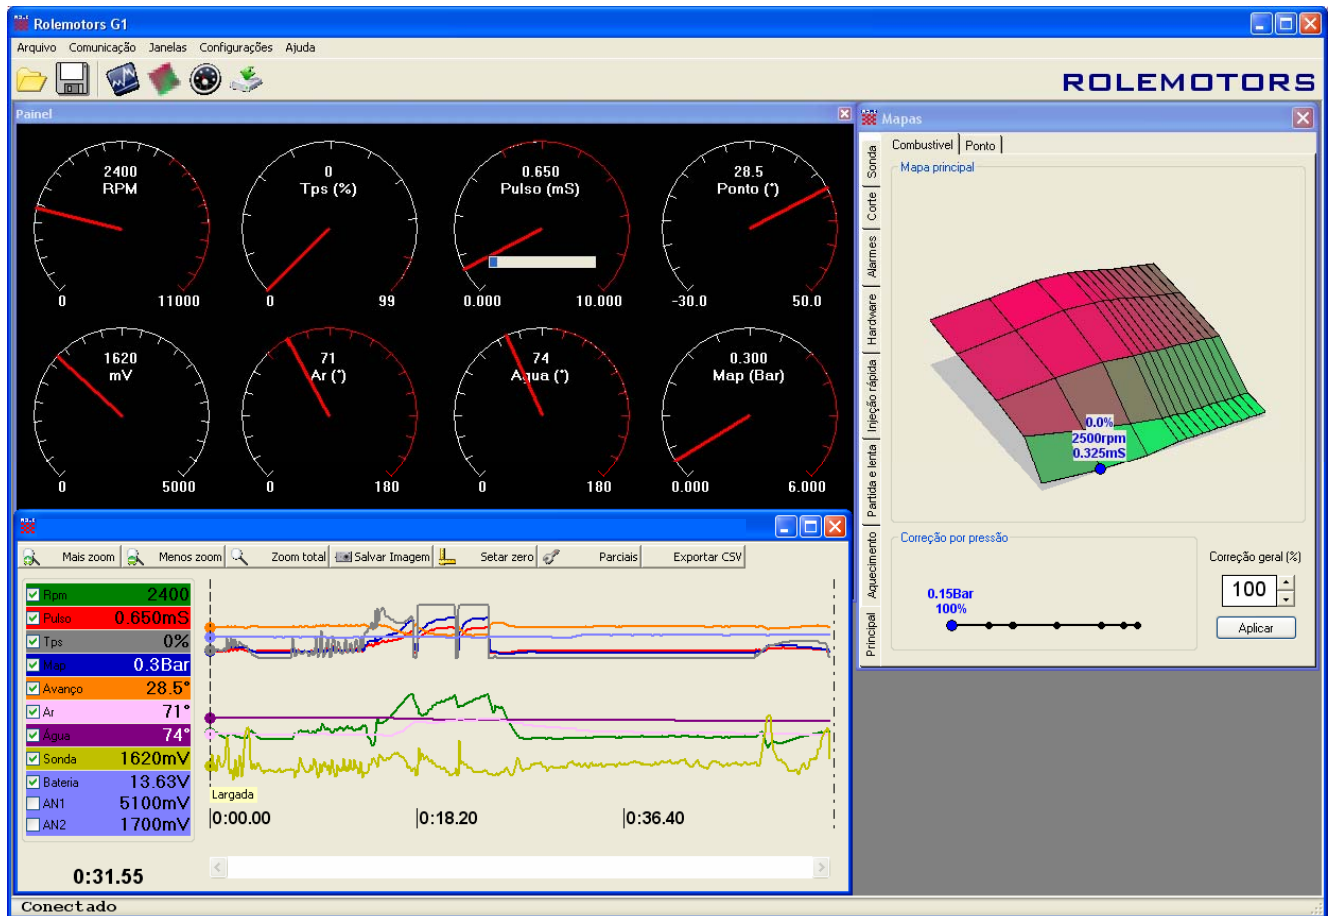 Rolemotors G1
Arquivo Comunicação Janelas Configurações Ajuda
ROLEMOTORS
Painel
2400
RPM
0 11000
0
Tps (%)
0 99
0.650
Pulso (mS)
0.000 10.000
28.5
Ponto (°)
-30.0 50.0
1620
mV
0 5000
71
Ar (°)
0 180
74
Agua (°)
0 180
0.300
Map (Bar)
0.000 6.000
Mapas
Combustivel Ponto
Sonda
Corte
Alarmes
Hardware
Injeção rápida
Partida e lenta
Aquecimento
Principal
Mapa principal
0.0%
2500rpm
0.325mS
Correção por pressão
0.15Bar
100%
Correção geral (%)
100
Aplicar
Mais zoom Menos zoom Zoom total Salvar Imagem Setar zero Parciais Exportar CSV
Rpm 2400
Pulso 0.650mS
Tps 0%
Map 0.3Bar
Avanço 28.5°
Ar 71°
Água 74°
Sonda 1620mV
Bateria 13.63V
AN1 5100mV
AN2 1700mV
Largada
0:00.00 0:18.20 0:36.40
0:31.55
Conectado